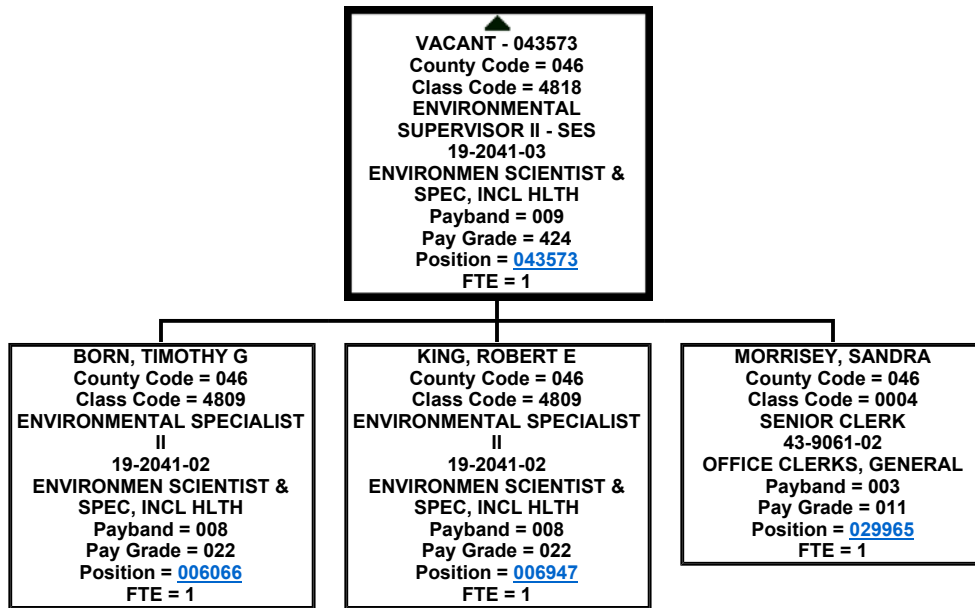 VACANT - 043573
County Code = 046
Class Code = 4818
ENVIRONMENTAL
SUPERVISOR II - SES
19-2041-03
ENVIRONMEN SCIENTIST &
SPEC, INCL HLTH
Payband = 009
Pay Grade = 424
Position = 043573
FTE = 1
BORN, TIMOTHY G
County Code = 046
Class Code = 4809
ENVIRONMENTAL SPECIALIST
II
19-2041-02
ENVIRONMEN SCIENTIST &
SPEC, INCL HLTH
Payband = 008
Pay Grade = 022
Position = 006066
FTE = 1
KING, ROBERT E
County Code = 046
Class Code = 4809
ENVIRONMENTAL SPECIALIST
II
19-2041-02
ENVIRONMEN SCIENTIST &
SPEC, INCL HLTH
Payband = 008
Pay Grade = 022
Position = 006947
FTE = 1
MORRISEY, SANDRA
County Code = 046
Class Code = 0004
SENIOR CLERK
43-9061-02
OFFICE CLERKS, GENERAL
Payband = 003
Pay Grade = 011
Position = 029965
FTE = 1